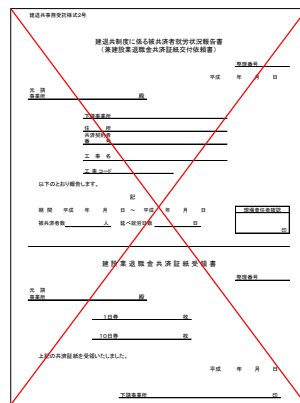 建退共事務受託様式2号
建退共制度に係る被共済者就労状況報告書
（兼建設業退職金共済証紙交付依頼書）
整理番号
平成　年　月　日
元請
事業所　殿
下請事業所
住所
共済契約者
番号
工事名
工事コード
以下のとおり報告します。
記
期間　平成　年　月　日　～　平成　年　月　日
現場責任者確認
被共済者数　人　延べ就労日数　日
印
建設業退職金共済証紙受領書
整理番号
元請
事業所　殿
1日券　枚
10日券　枚
上記の共済証紙を受領いたしました。
平成　年　月　日
下請事業所　印